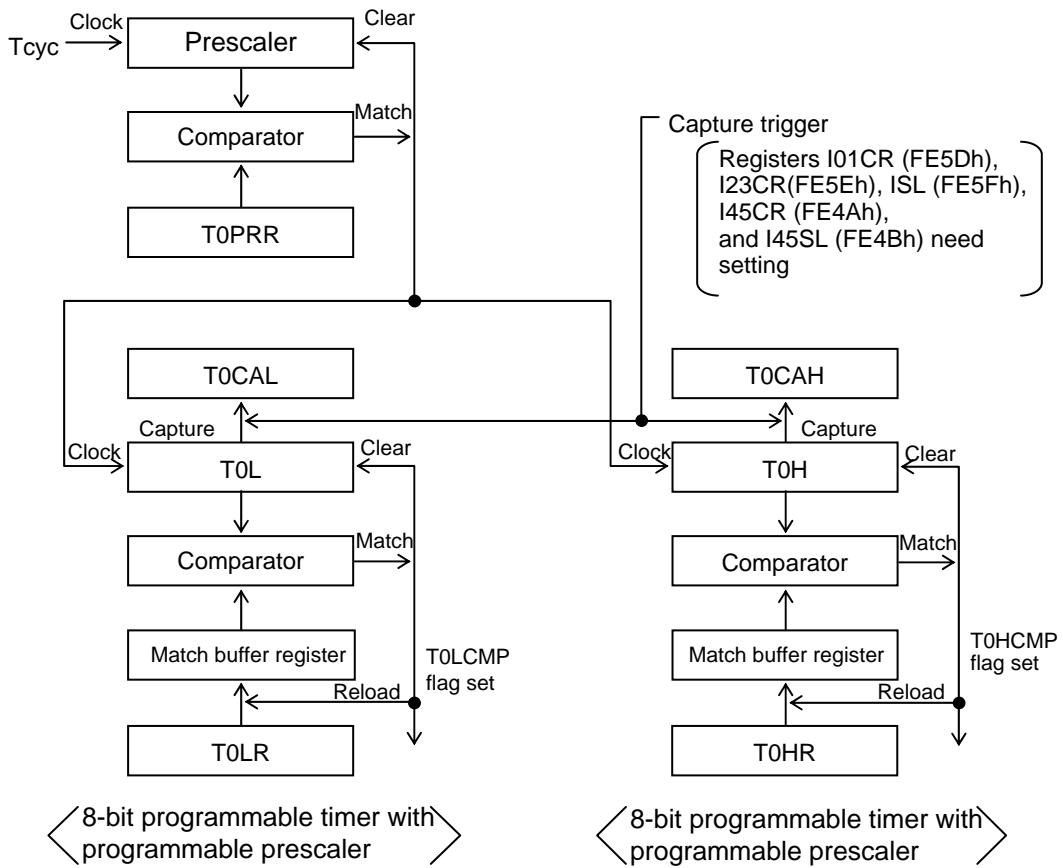 Clock
Clear
Tcyc
Prescaler
Match
Comparator
T0PRR
Capture trigger
Registers I01CR (FE5Dh),
I23CR(FE5Eh), ISL (FE5Fh),
I45CR (FE4Ah),
and I45SL (FE4Bh) need
setting
T0CAL
T0CAH
Capture
Capture
Clock
T0L
Clear
Clock
T0H
Clear
Comparator
Match
Comparator
Match
Match buffer register
T0LCMP
flag set
Match buffer register
T0HCMP
flag set
Reload
Reload
T0LR
T0HR
8-bit programmable timer with
programmable prescaler
8-bit programmable timer with
programmable prescaler